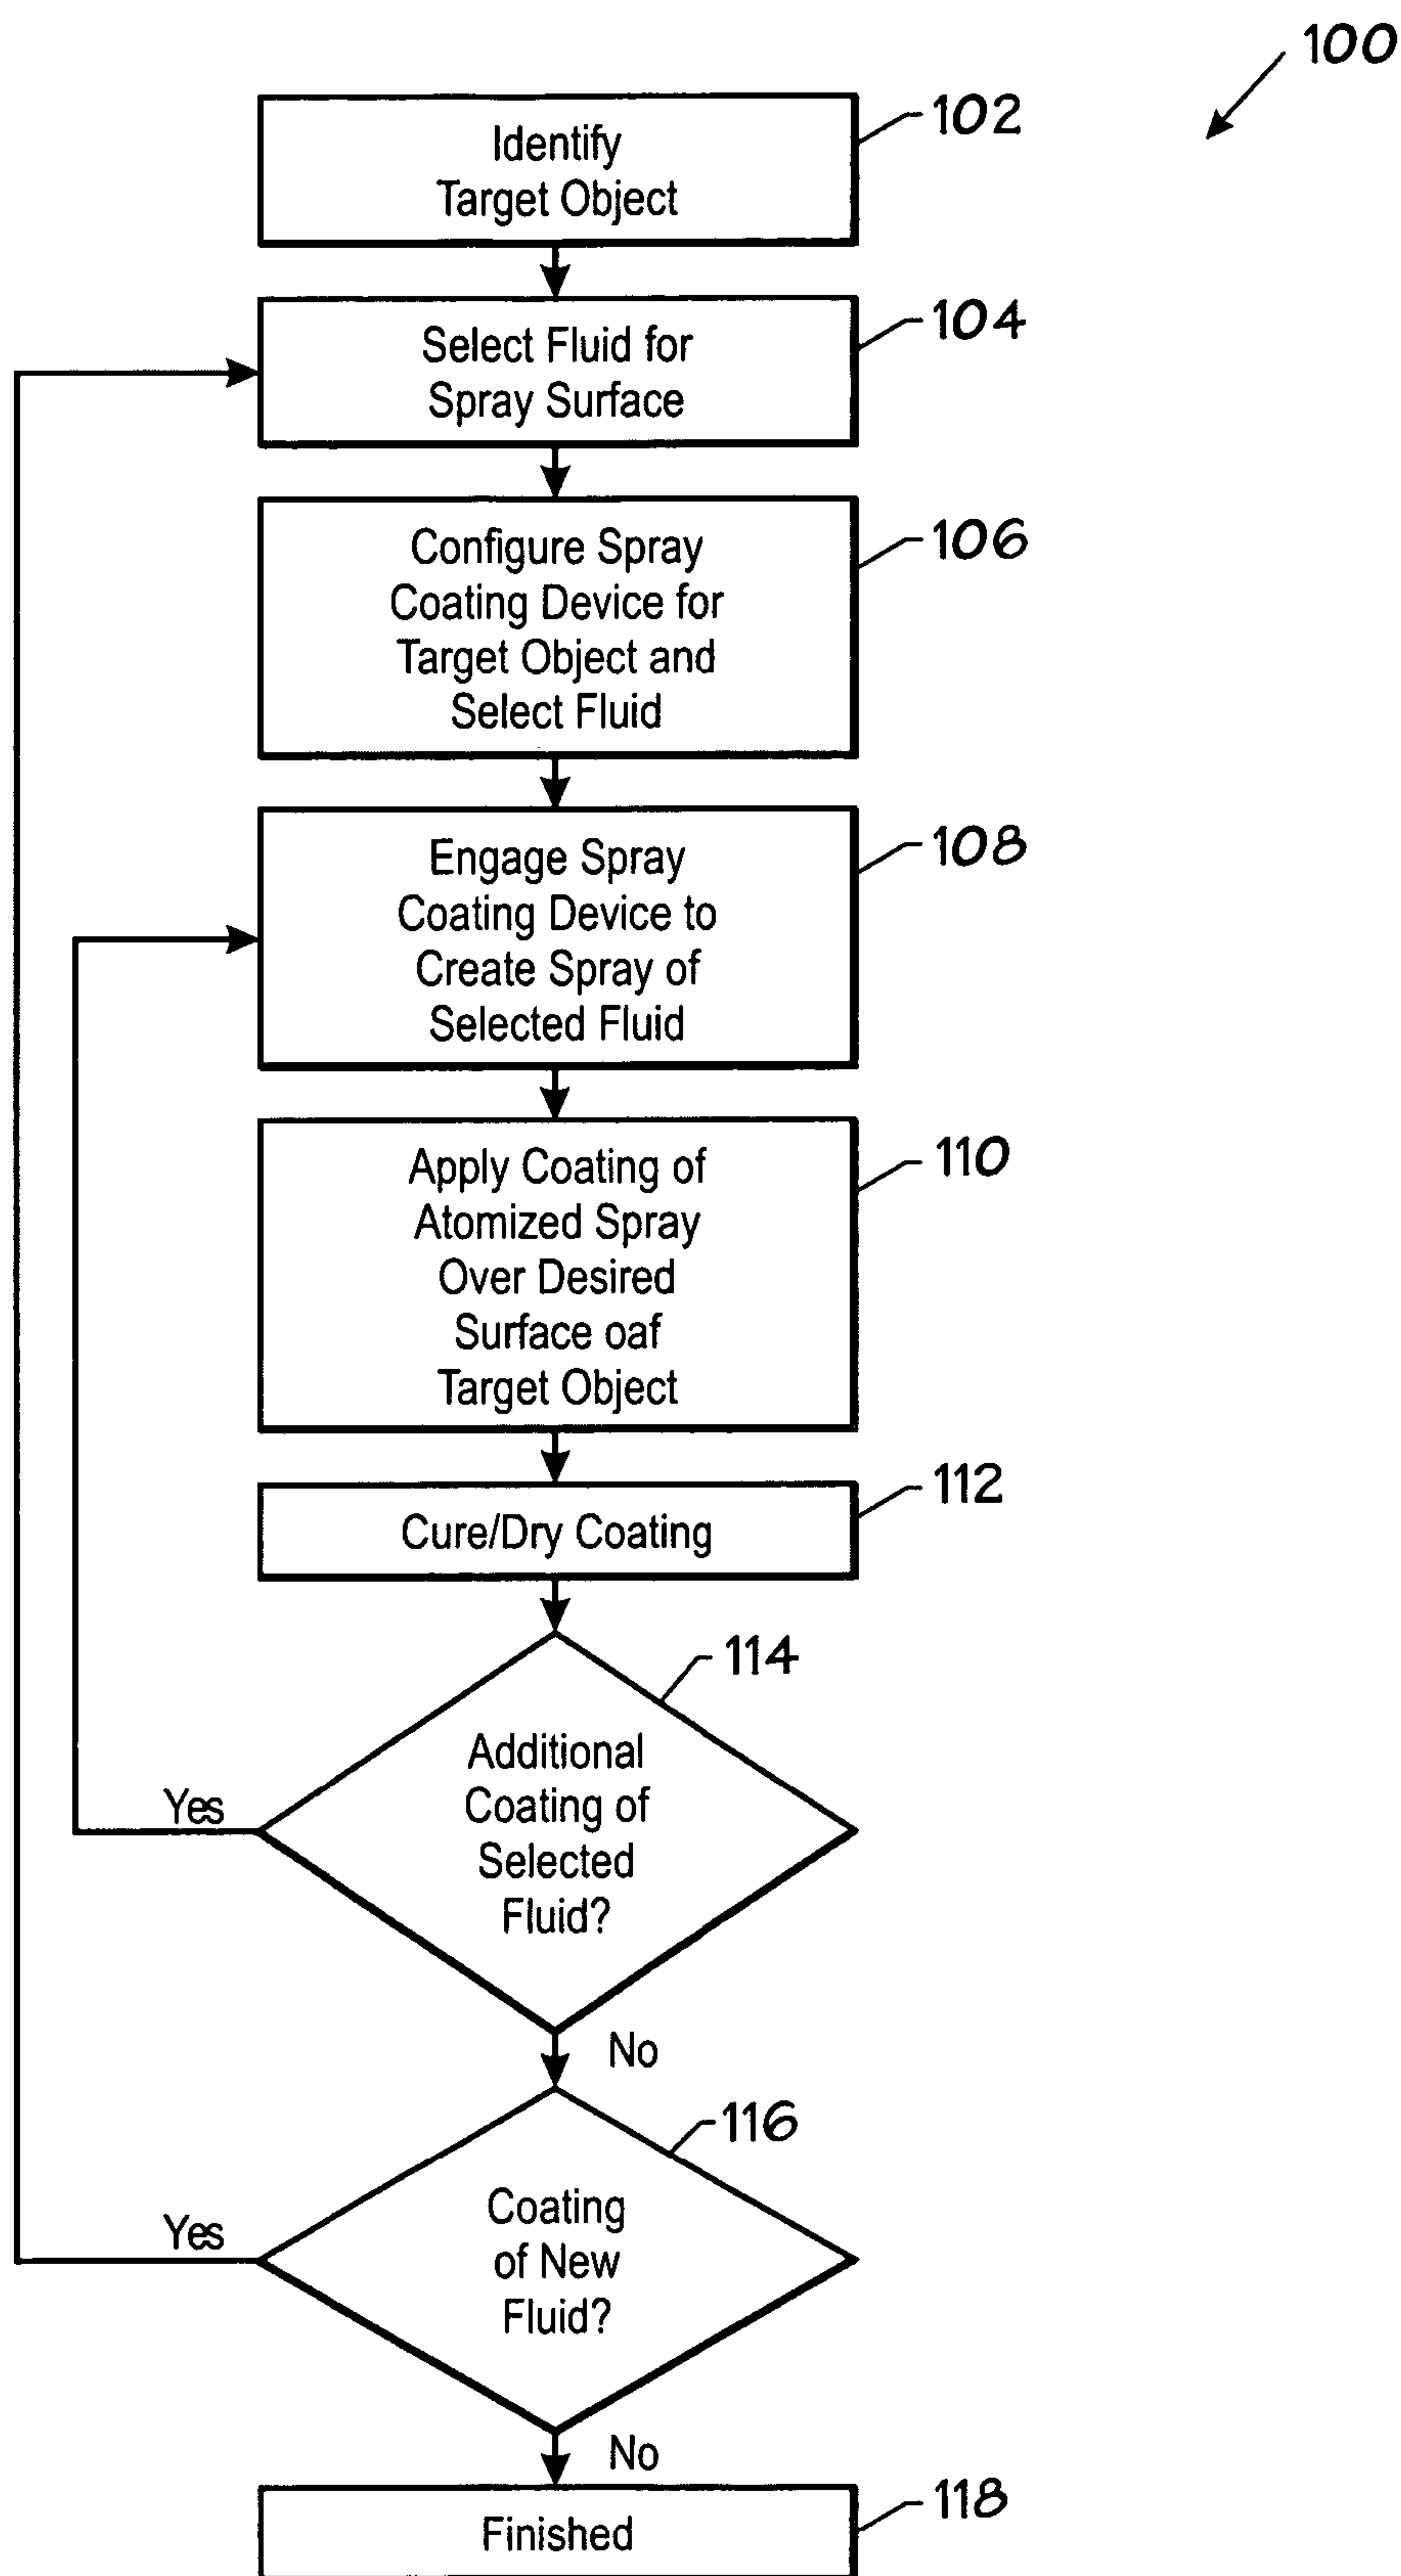 100
Identify
Target Object
102
Select Fluid for
Spray Surface
104
Configure Spray
Coating Device for
Target Object and
Select Fluid
106
Engage Spray
Coating Device to
Create Spray of
Selected Fluid
108
Apply Coating of
Atomized Spray
Over Desired
Surface oaf
Target Object
110
Cure/Dry Coating
112
114
Additional
Coating of
Selected
Fluid?
Yes
No
116
Coating
of New
Fluid?
Yes
No
Finished
118